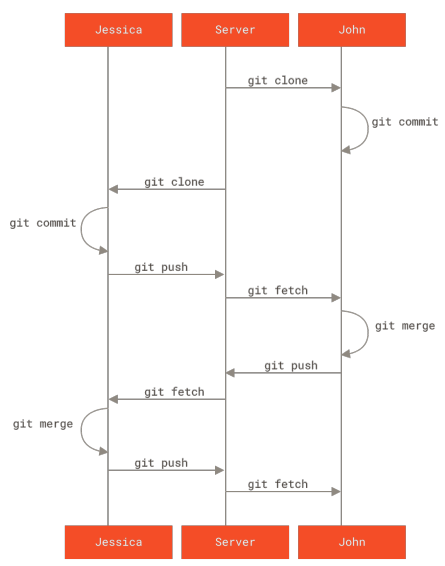 Jessica Server John
git clone
git commit
git clone
git commit
git push
git fetch
git merge
git push
git fetch
git merge
git push
git fetch
Jessica Server John